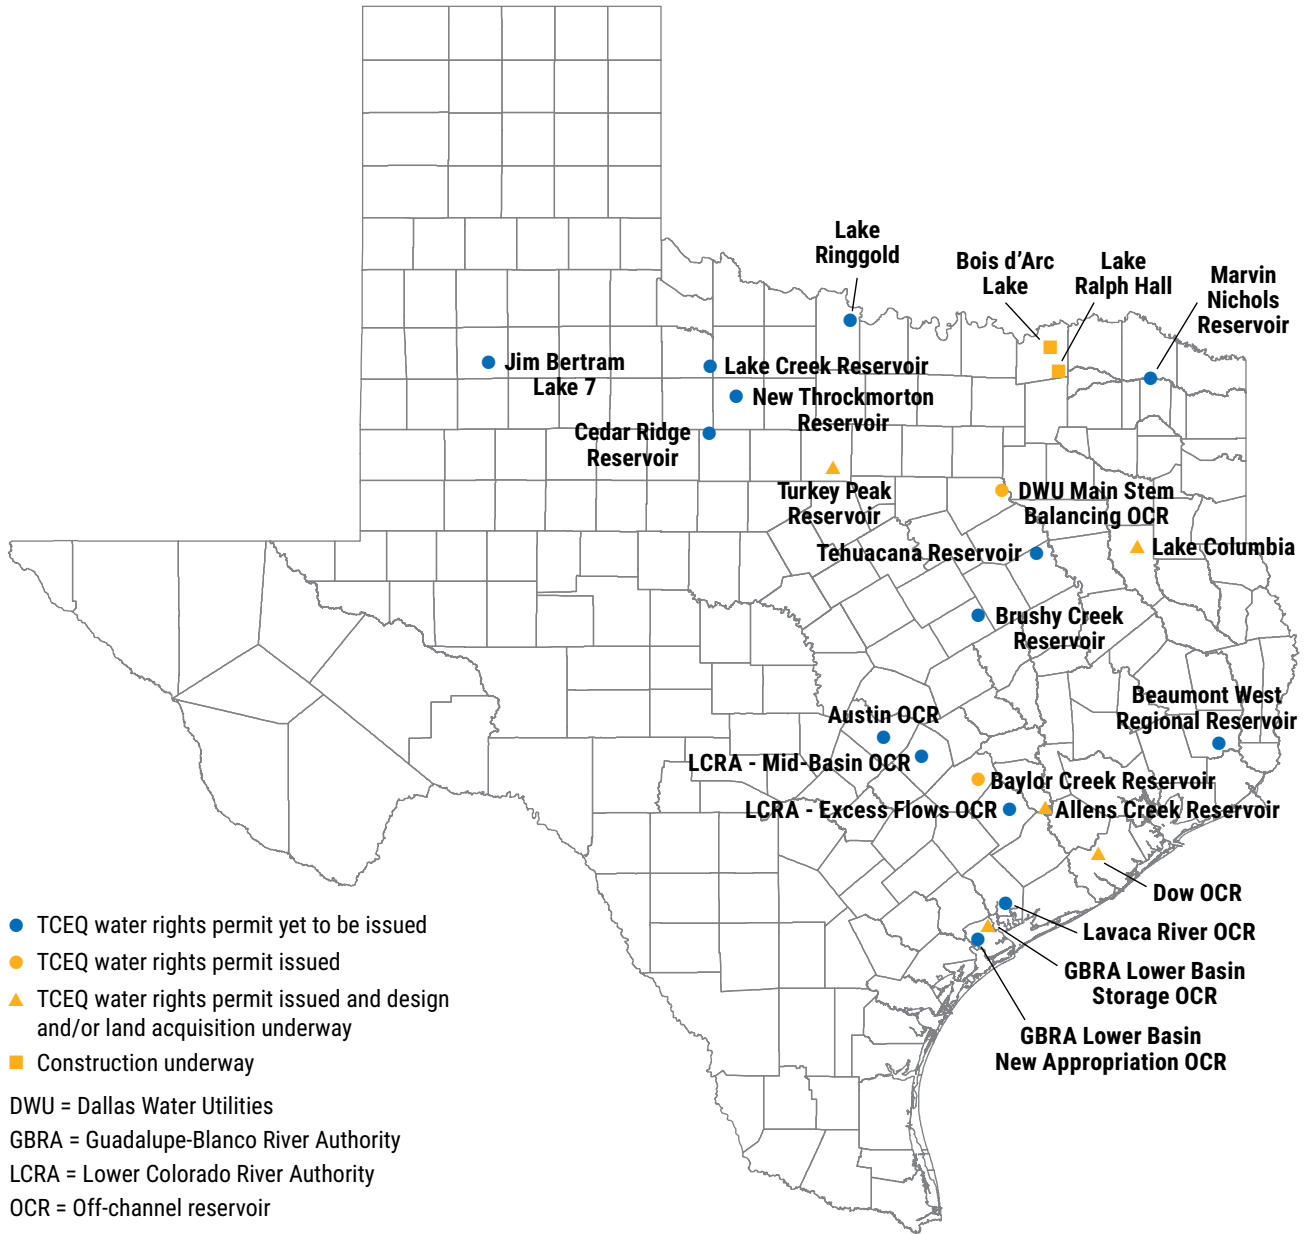 Lake
Ringgold
Bois d’Arc
Lake
Lake
Ralph Hall
Marvin
Nichols
Reservoir
Jim Bertram
Lake 7
Lake Creek Reservoir
New Throckmorton
Reservoir
Cedar Ridge
Reservoir
Turkey Peak
Reservoir
DWU Main Stem
Balancing OCR
Tehuacana Reservoir
Lake Columbia
Brushy Creek
Reservoir
Beaumont West
Regional Reservoir
Austin OCR
LCRA - Mid-Basin OCR
Baylor Creek Reservoir
LCRA - Excess Flows OCR
Allens Creek Reservoir
Dow OCR
Lavaca River OCR
GBRA Lower Basin
Storage OCR
GBRA Lower Basin
New Appropriation OCR
TCEQ water rights permit yet to be issued
TCEQ water rights permit issued
TCEQ water rights permit issued and design
and/or land acquisition underway
Construction underway
DWU = Dallas Water Utilities
GBRA = Guadalupe-Blanco River Authority
LCRA = Lower Colorado River Authority
OCR = Off-channel reservoir